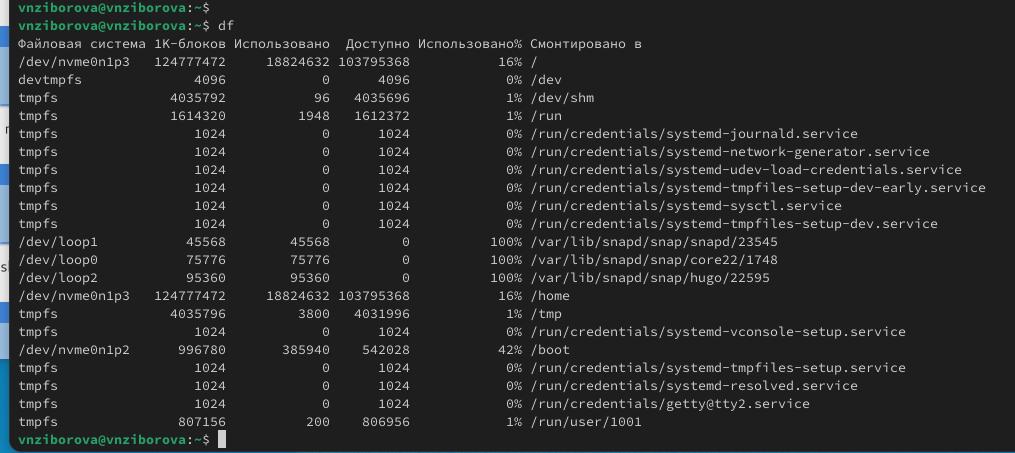 vnziborova@vnziborova:~$
vnziborova@vnziborova:~$ df
Файловая система 1K-блоков Использовано Доступно Использовано% Смонтировано в
/dev/nvme0n1p3 124777472 18824632 103795368 16% /
devtmpfs 4096 0 4096 0% /dev
tmpfs 4035792 96 4035696 1% /dev/shm
tmpfs 1614320 1948 1612372 1% /run
tmpfs 1024 0 1024 0% /run/credentials/systemd-journald.service
tmpfs 1024 0 1024 0% /run/credentials/systemd-network-generator.service
tmpfs 1024 0 1024 0% /run/credentials/systemd-udev-load-credentials.service
tmpfs 1024 0 1024 0% /run/credentials/systemd-tmpfiles-setup-dev-early.service
tmpfs 1024 0 1024 0% /run/credentials/systemd-sysctl.service
tmpfs 1024 0 1024 0% /run/credentials/systemd-tmpfiles-setup-dev.service
/dev/loop1 45568 45568 0 100% /var/lib/snapd/snap/snapd/23545
/dev/loop0 75776 75776 0 100% /var/lib/snapd/snap/core22/1748
/dev/loop2 95360 95360 0 100% /var/lib/snapd/snap/hugo/22595
/dev/nvme0n1p3 124777472 18824632 103795368 16% /home
tmpfs 4035796 3800 4031996 1% /tmp
tmpfs 1024 0 1024 0% /run/credentials/systemd-vconsole-setup.service
/dev/nvme0n1p2 996780 385940 542028 42% /boot
tmpfs 1024 0 1024 0% /run/credentials/systemd-tmpfiles-setup.service
tmpfs 1024 0 1024 0% /run/credentials/systemd-resolved.service
tmpfs 1024 0 1024 0% /run/credentials/getty@tty2.service
tmpfs 807156 200 806956 1% /run/user/1001
vnziborova@vnziborova:~$